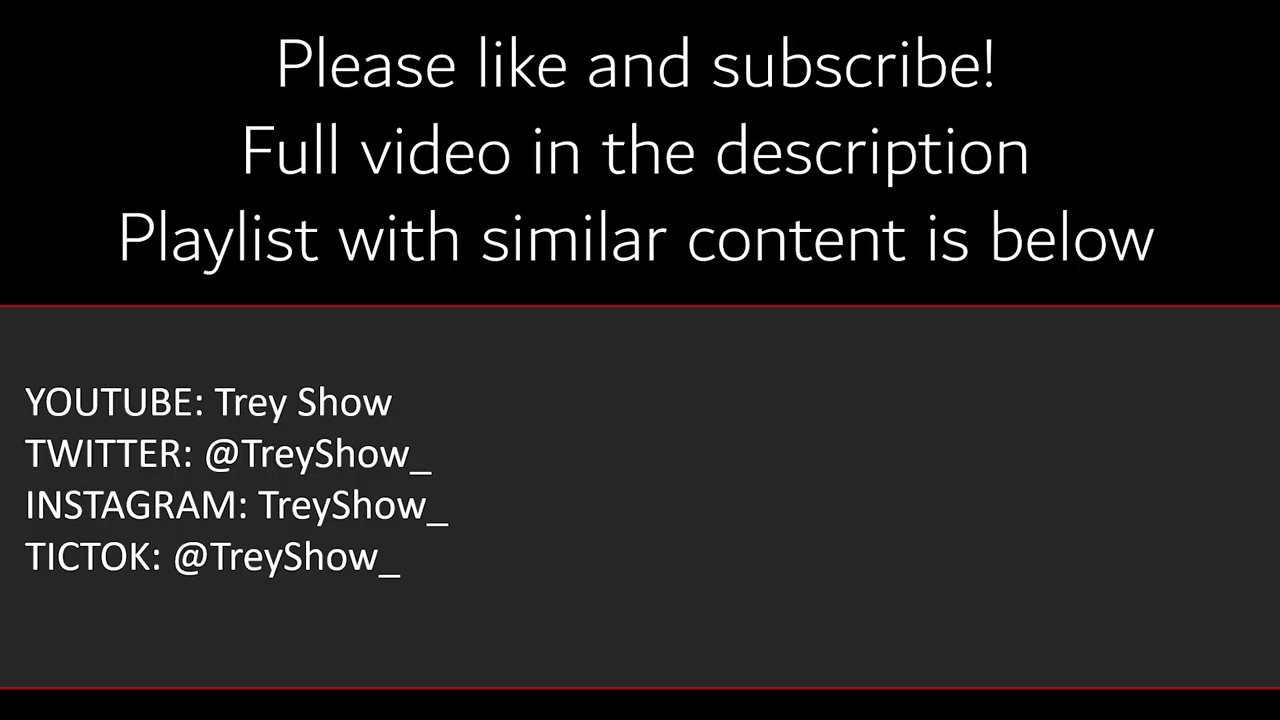 Please like and subscribe!
Full video in the description
Playlist with similar content is below
YOUTUBE: Trey Show
TWITTER: @TreyShow_
INSTAGRAM: TreyShow_
TICTOK: @TreyShow_